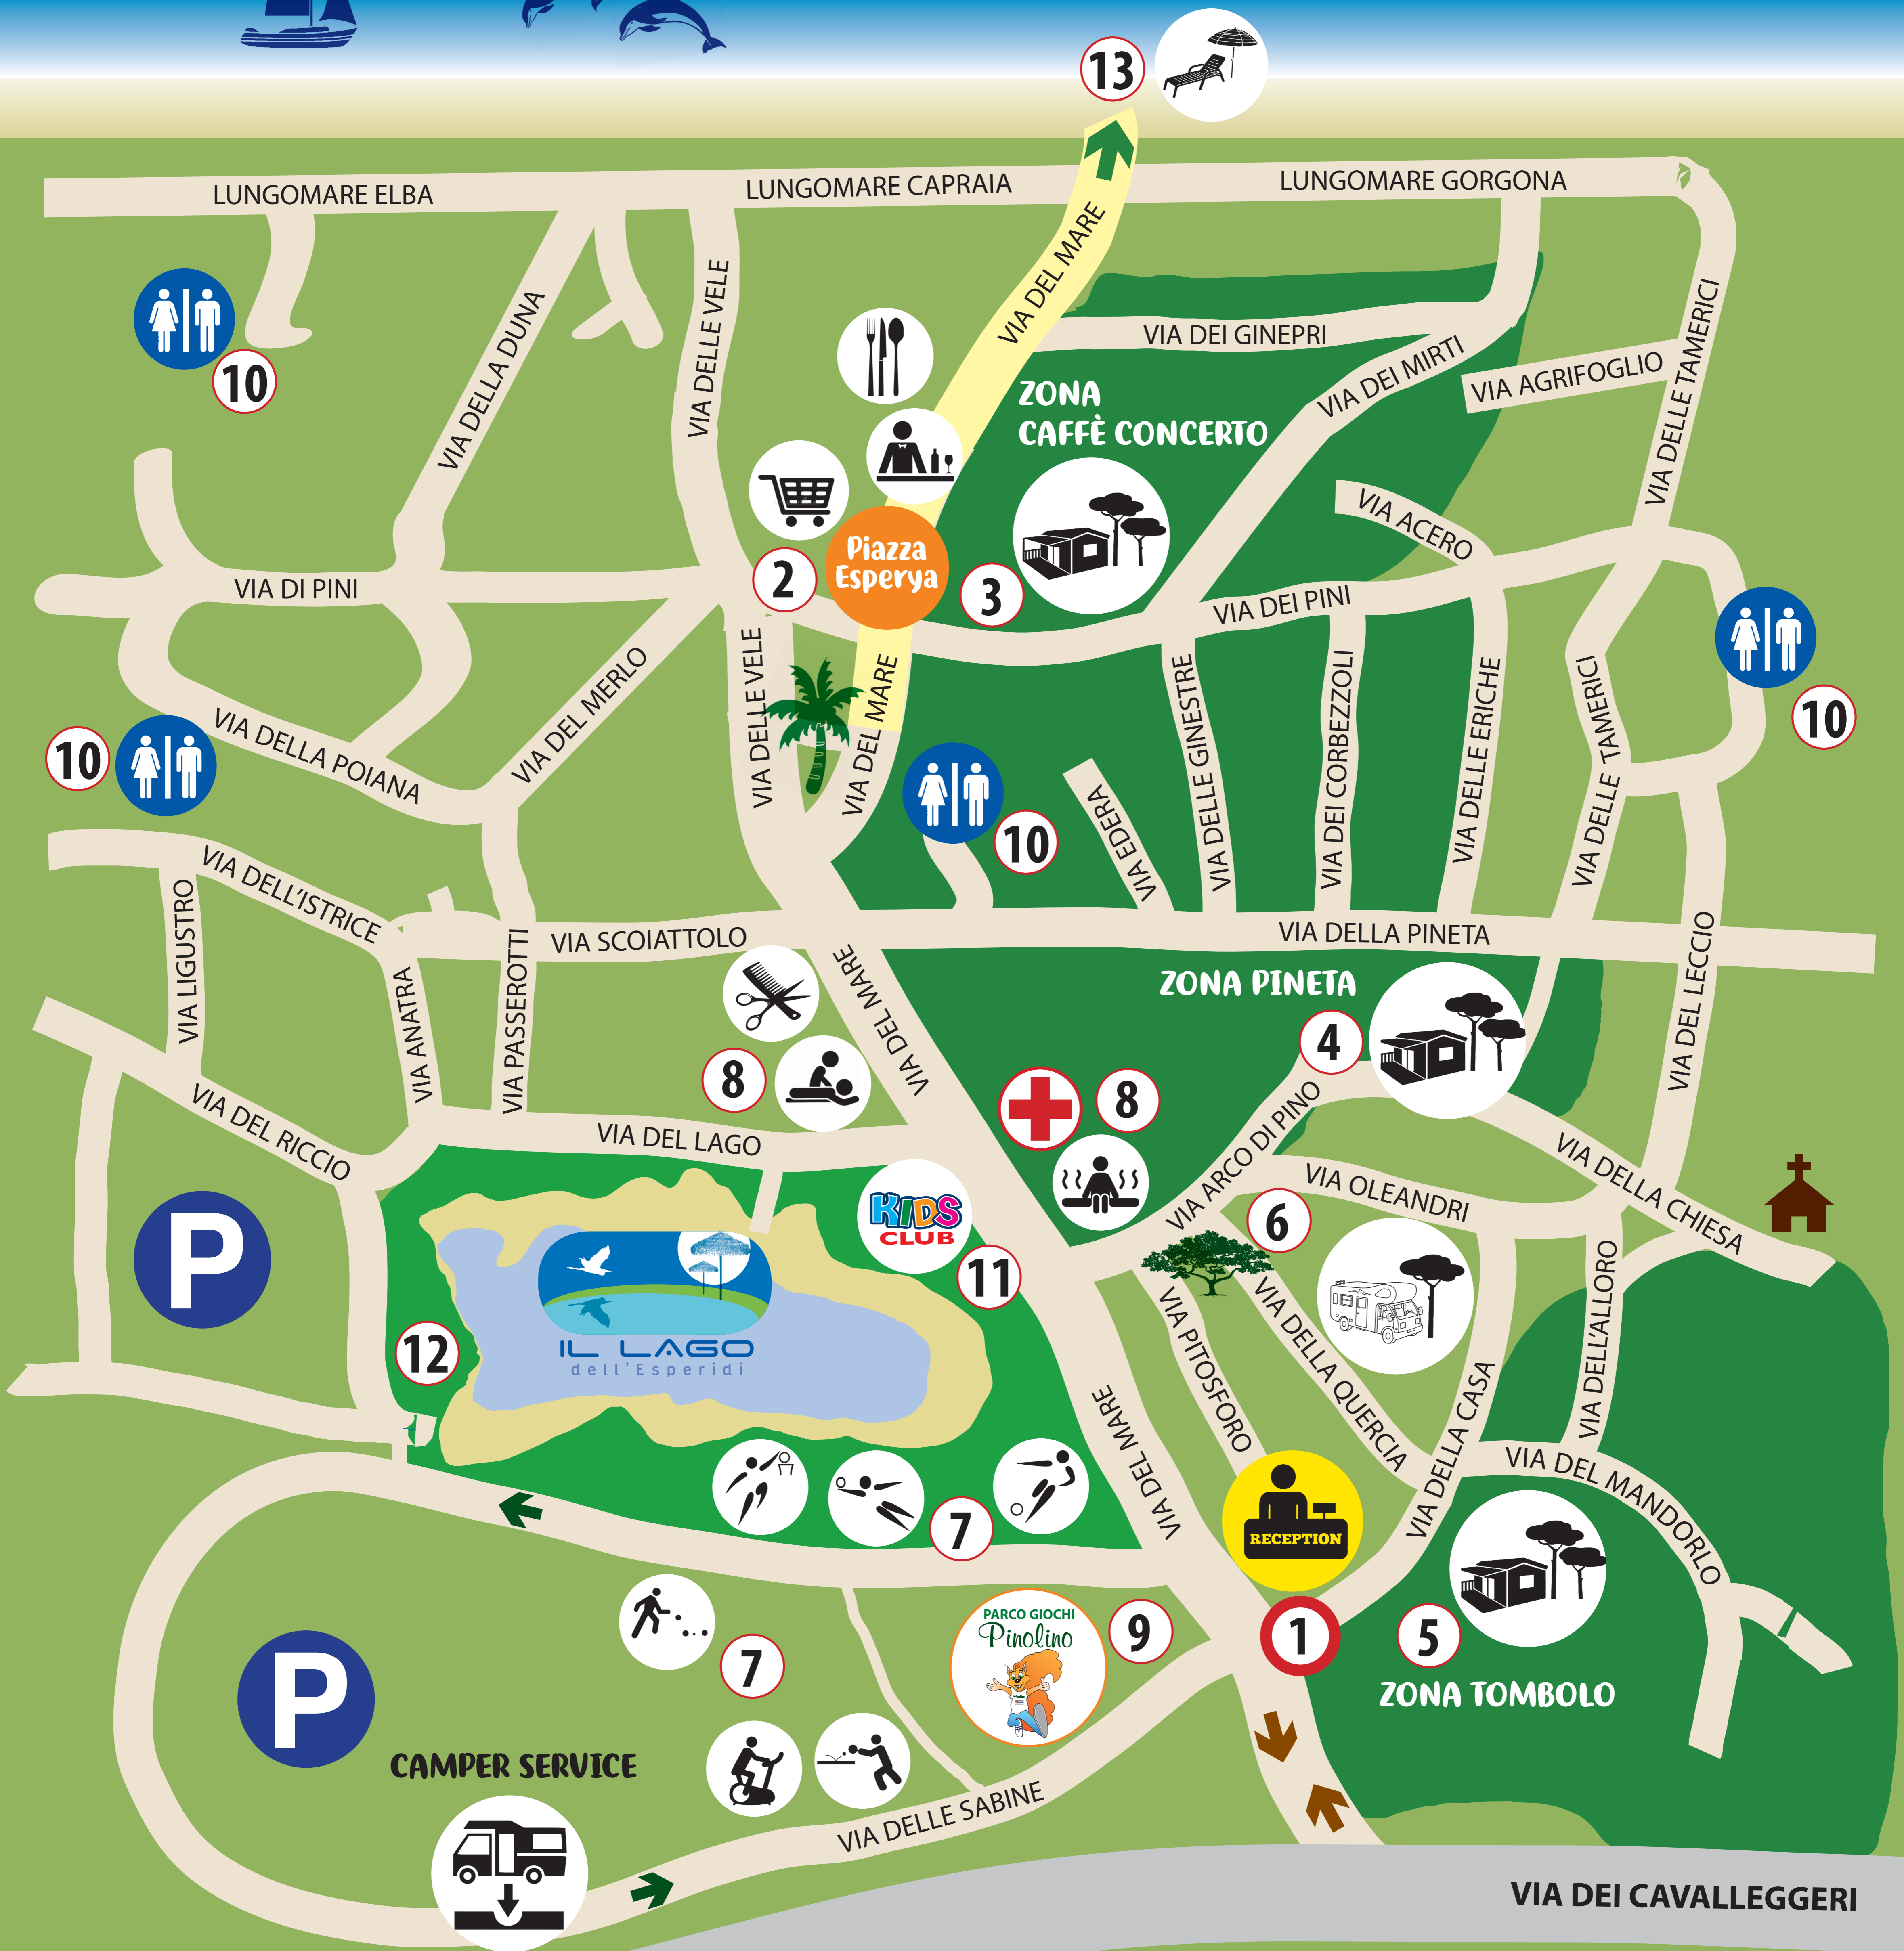 13
LUNGOMARE ELBA
LUNGOMARE CAPRAIA
LUNGOMARE GORGONA
VIA DEL MARE
VIA DELLA DUNA
VIA DELLE VELE
VIA DEI GINEPRI
VIA DEI MIRTI
VIA AGRIFOGLIO
VIA DELLE TAMERICI
10
ZONA
CAFFÈ CONCERTO
VIA ACERO
Piazza
Esperya
2
3
VIA DI PINI
VIA DEI PINI
VIA DEL MERLO
VIA DELLE VELE
VIA DEL MARE
VIA DELLE GINESTRE
VIA DEI CORBEZZOLI
VIA DELLE ERICHE
VIA DELLE TAMERICI
10
VIA DELLA POIANA
10
VIA EDERA
10
VIA DELL'ISTRICE
VIA LIGUSTRO
VIA ANATRA
VIA PASSEROTTI
VIA SCOIATTOLO
VIA DELLA PINETA
VIA DEL LECCIO
VIA DEL MARE
ZONA PINETA
4
8
8
VIA DEL RICCIO
VIA DEL LAGO
VIA ARCO DI PINO
VIA OLEANDRI
VIA DELLA CHIESA
6
P
KIDS
CLUB
11
12
IL LAGO
dell'Esperidi
VIA PITOSFORO
VIA DELLA QUERCIA
VIA DELL'ALLORO
VIA DELLA CASA
VIA DEL MARE
VIA DEL MANDORLO
RECEPTION
7
PARCO GIOCHI
Pinolino
9
1
5
ZONA TOMBOLO
7
P
CAMPER SERVICE
VIA DELLE SABINE
VIA DEI CAVALLEGGERI